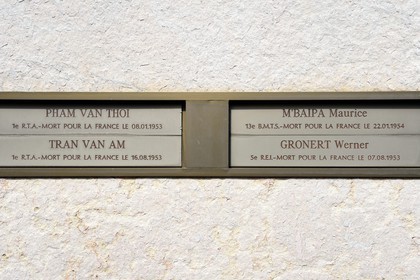 PHAM VAN THOI
1e R.T.A.-MORT POUR LA FRANCE LE 08.01.1953
TRAN VAN AM
1e R.T.A.-MORT POUR LA FRANCE LE 16.08.1953
M'BAIPA Maurice
13e B.M.T.S.-MORT POUR LA FRANCE LE 22.01.1954
GRONERT Werner
5e R.E.I.-MORT POUR LA FRANCE LE 07.08.1953